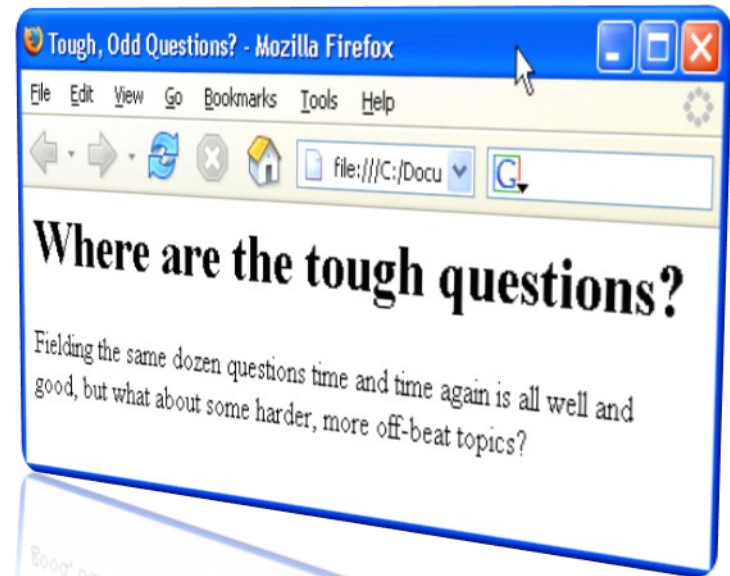 Tough, Odd Questions? - Mozilla Firefox
File Edit View Go Bookmarks Tools Help
file:///C:/Docu G
Where are the tough questions?
Fielding the same dozen questions time and time again is all well and
good, but what about some harder, more off-beat topics?
good,